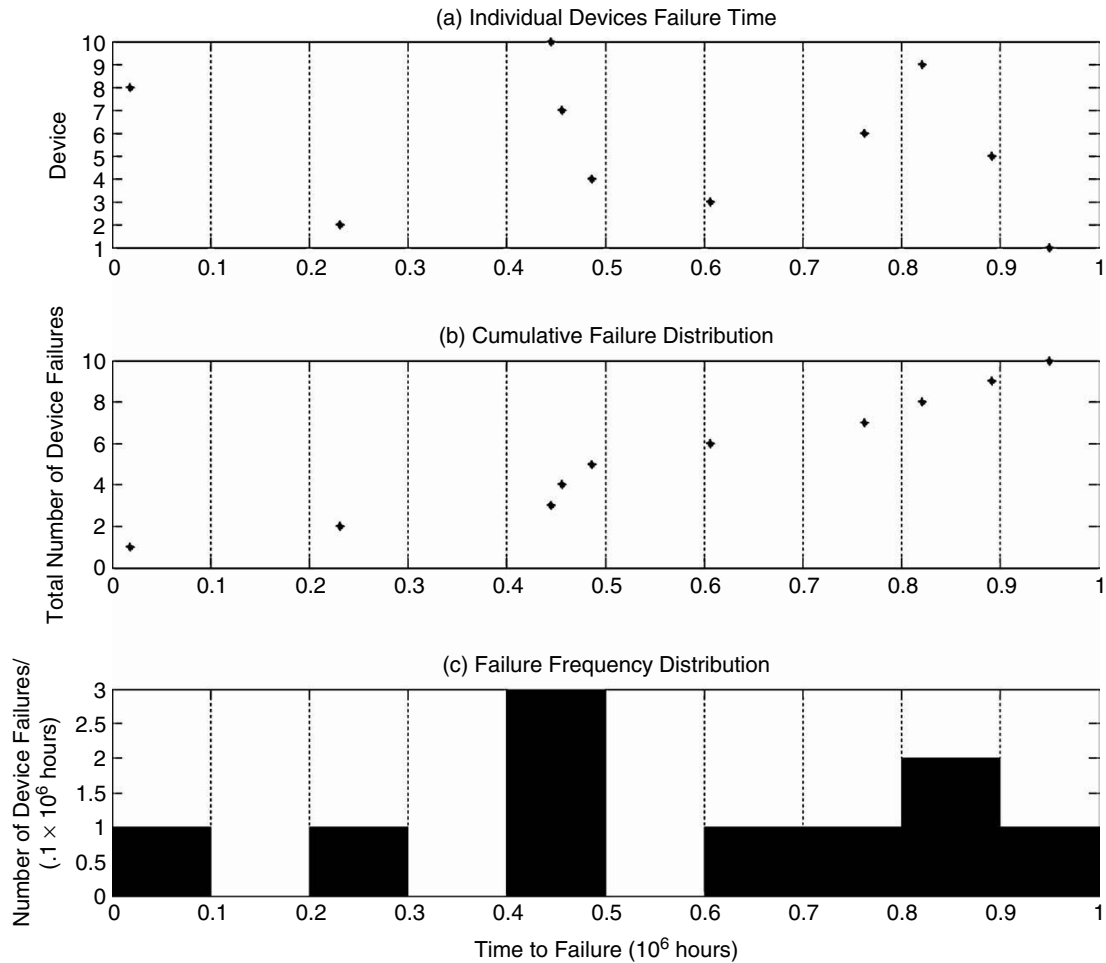 (a) Individual Devices Failure Time
Device
10
9
8
7
6
5
4
3
2
1
0 0.1 0.2 0.3 0.4 0.5 0.6 0.7 0.8 0.9 1
(b) Cumulative Failure Distribution
Total Number of Device Failures
10
8
6
4
2
0
0 0.1 0.2 0.3 0.4 0.5 0.6 0.7 0.8 0.9 1
(c) Failure Frequency Distribution
Number of Device Failures/
(.1 × 10⁶ hours)
3
2.5
2
1.5
1
0.5
0
0 0.1 0.2 0.3 0.4 0.5 0.6 0.7 0.8 0.9 1
Time to Failure (10⁶ hours)